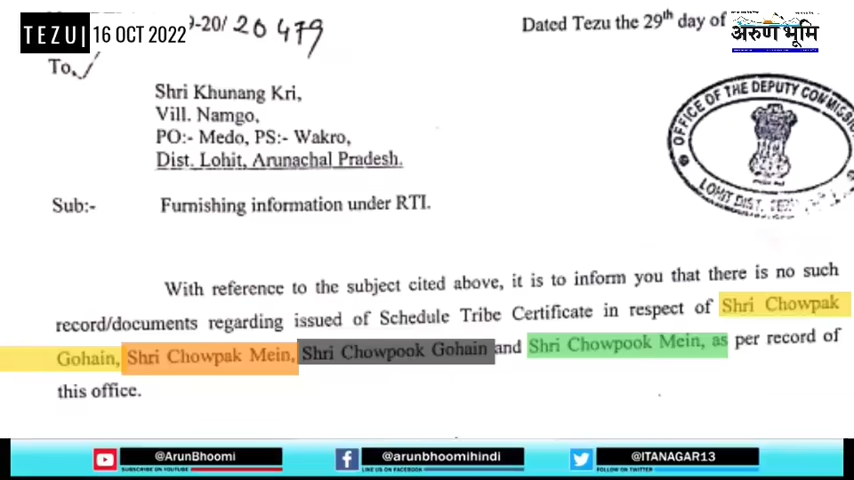 TEZU| 16 OCT 2022
9-20/ 20479
Dated Tezu the 29th day of
अरुण भूमि
To,
Shri Khunang Kri,
Vill. Namgo,
PO:- Medo, PS:- Wakro,
Dist. Lohit, Arunachal Pradesh.
OFFICE OF THE DEPUTY COMMISS
LOHIT DIST.
Sub:- Furnishing information under RTI.
With reference to the subject cited above, it is to inform you that there is no such
record/documents regarding issued of Schedule Tribe Certificate in respect of Shri Chowpak
Gohain, Shri Chowpak Mein, Shri Chowpook Gohain and Shri Chowpook Mein, as per record of
this office.
@ArunBhoomi
SUBSCRIBE ON YOUTUBE
@arunbhoomihindi
LIKE US ON FACEBOOK
@ITANAGAR13
FOLLOW ON TWITTER